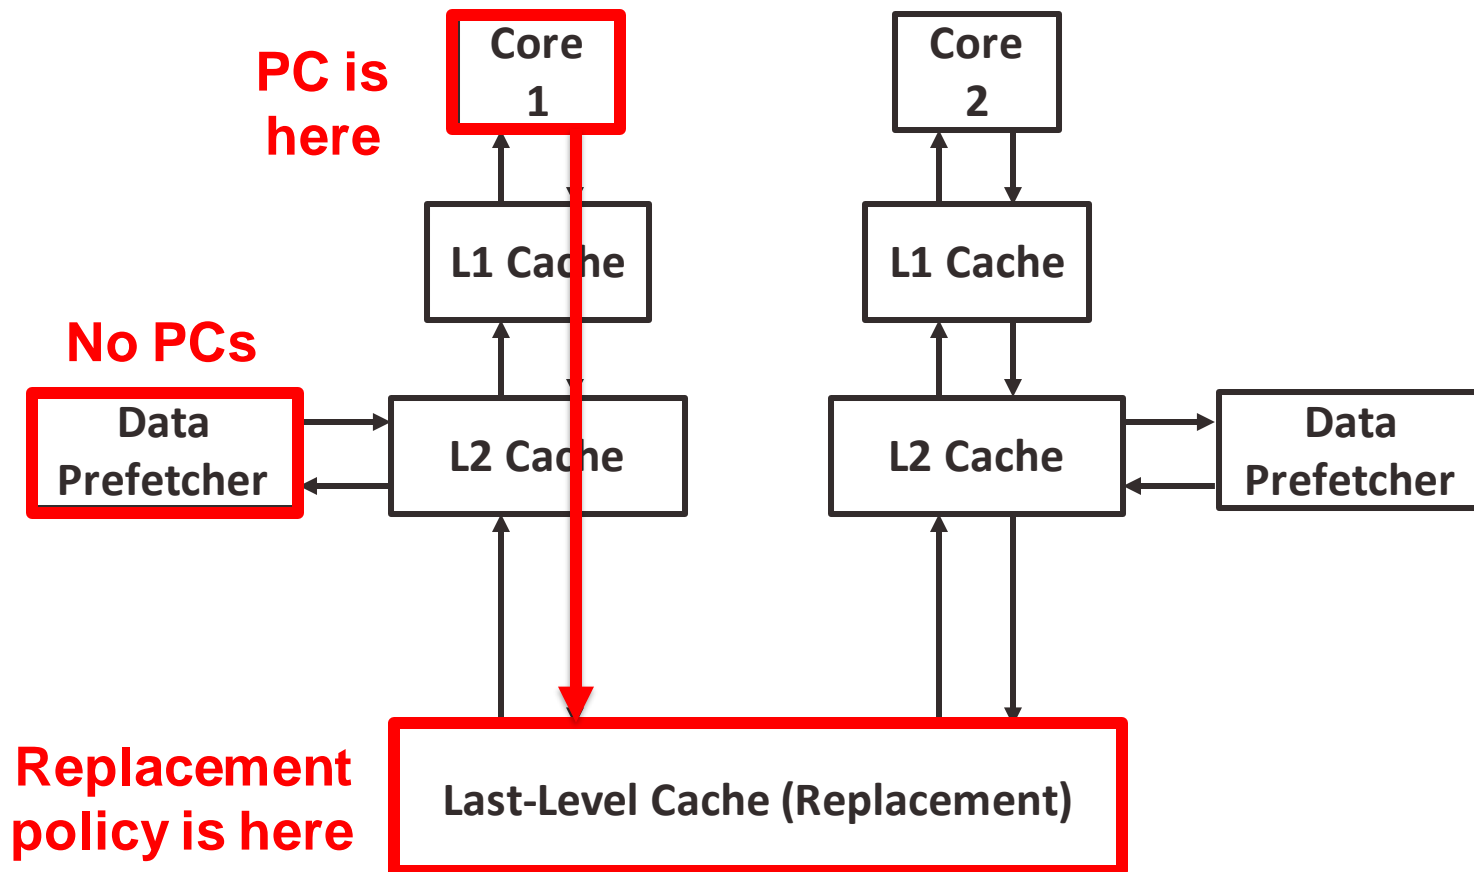 PC is
here
Core
1
Core
2
L1 Cache
L1 Cache
No PCs
Data
Prefetcher
L2 Cache
L2 Cache
Data
Prefetcher
Replacement
policy is here
Last-Level Cache (Replacement)